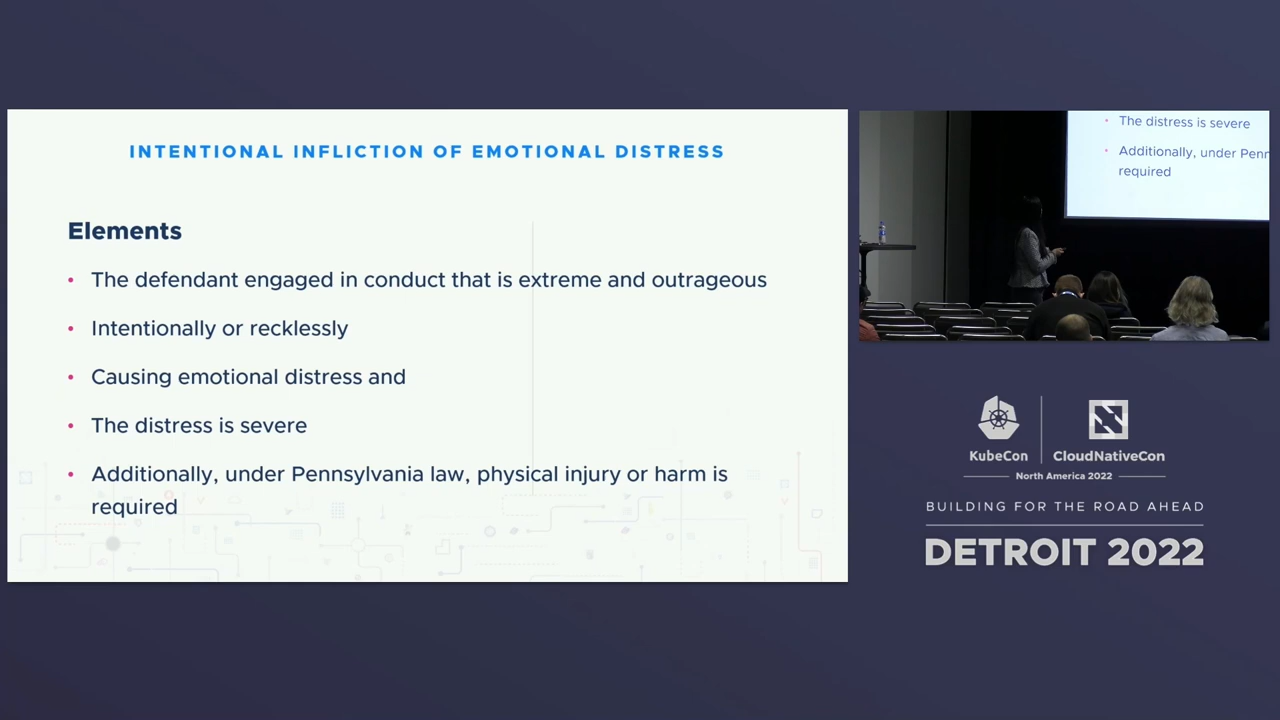 INTENTIONAL INFLICTION OF EMOTIONAL DISTRESS
Elements
• The defendant engaged in conduct that is extreme and outrageous
• Intentionally or recklessly
• Causing emotional distress and
• The distress is severe
• Additionally, under Pennsylvania law, physical injury or harm is
required
• The distress is severe
• Additionally, under Penn
required
KubeCon
CloudNativeCon
North America 2022
BUILDING FOR THE ROAD AHEAD
DETROIT 2022